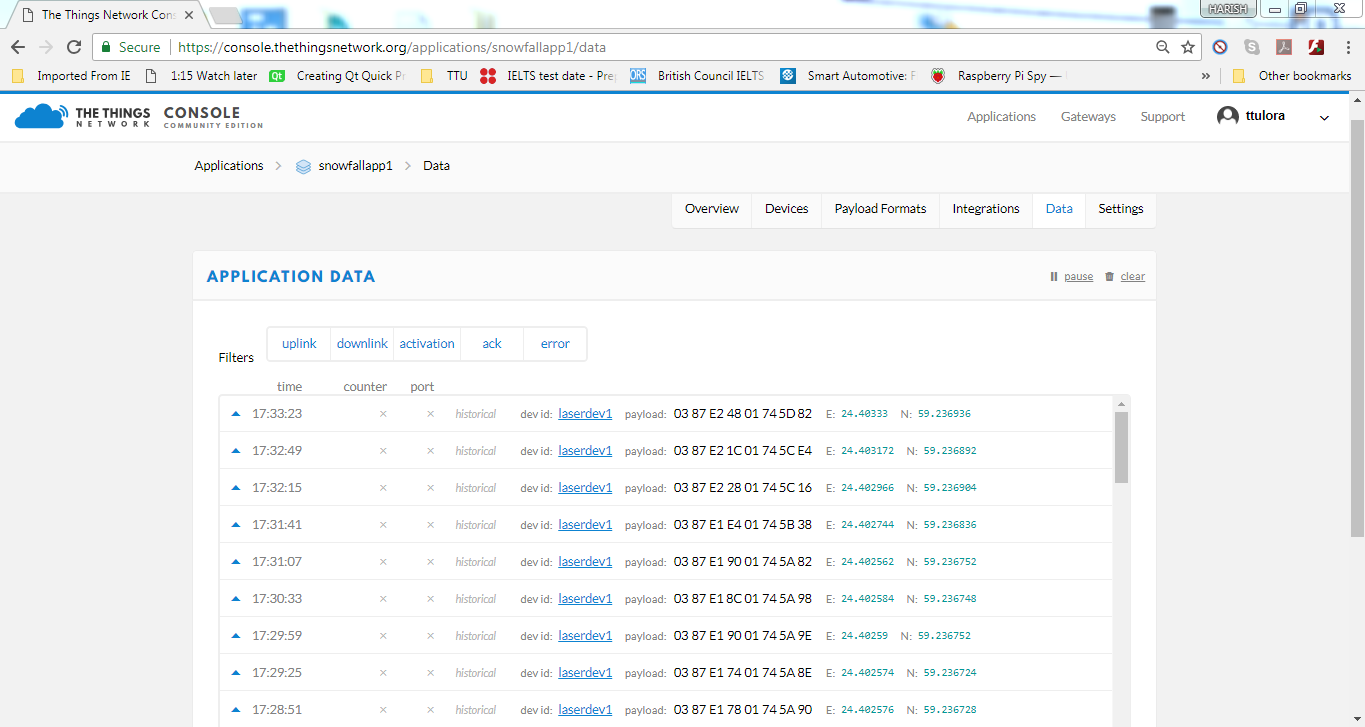 The Things Network Cons
HARISH
Secure https://console.thethingsnetwork.org/applications/snowfallapp1/data
Imported From IE 1:15 Watch later Qt Creating Qt Quick Pr TTU IELTS test date - Prep ORS British Council IELTS Smart Automotive: F Raspberry Pi Spy — » Other bookmarks
THE THINGS NETWORK CONSOLE COMMUNITY EDITION
Applications Gateways Support ttulora
Applications snowfallapp1 Data
Overview Devices Payload Formats Integrations Data Settings
APPLICATION DATA pause clear
Filters uplink downlink activation ack error
time counter port
17:33:23 × × historical dev id: laserdev1 payload: 03 87 E2 48 01 74 5D 82 E: 24.40333 N: 59.236936
17:32:49 × × historical dev id: laserdev1 payload: 03 87 E2 1C 01 74 5C E4 E: 24.403172 N: 59.236892
17:32:15 × × historical dev id: laserdev1 payload: 03 87 E2 28 01 74 5C 16 E: 24.402966 N: 59.236904
17:31:41 × × historical dev id: laserdev1 payload: 03 87 E1 E4 01 74 5B 38 E: 24.402744 N: 59.236836
17:31:07 × × historical dev id: laserdev1 payload: 03 87 E1 90 01 74 5A 82 E: 24.402562 N: 59.236752
17:30:33 × × historical dev id: laserdev1 payload: 03 87 E1 8C 01 74 5A 98 E: 24.402584 N: 59.236748
17:29:59 × × historical dev id: laserdev1 payload: 03 87 E1 90 01 74 5A 9E E: 24.40259 N: 59.236752
17:29:25 × × historical dev id: laserdev1 payload: 03 87 E1 74 01 74 5A 8E E: 24.402574 N: 59.236724
17:28:51 × × historical dev id: laserdev1 payload: 03 87 E1 78 01 74 5A 90 E: 24.402576 N: 59.236728